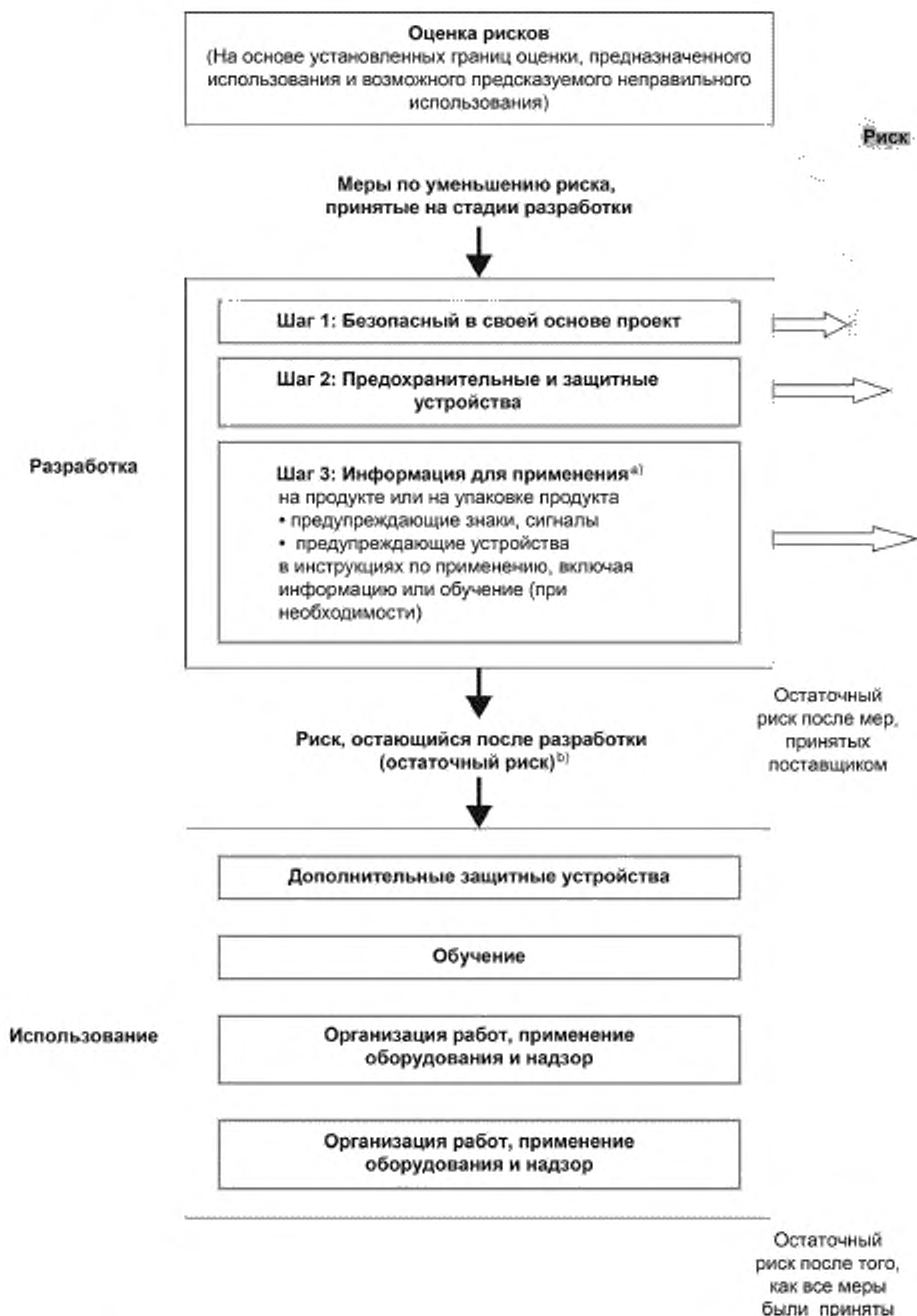 Оценка рисков
(На основе установленных границ оценки, предназначенного
использования и возможного предсказуемого неправильного
использования)
Риск
Меры по уменьшению риска,
принятые на стадии разработки
Шаг 1: Безопасный в своей основе проект
Шаг 2: Предохранительные и защитные
устройства
Разработка
Шаг 3: Информация для применения a)
на продукте или на упаковке продукта
• предупреждающие знаки, сигналы
• предупреждающие устройства
в инструкциях по применению, включая
информацию или обучение (при
необходимости)
Остаточный
риск после мер,
принятых
поставщиком
Риск, остающийся после разработки
(остаточный риск) b)
Дополнительные защитные устройства
Обучение
Использование
Организация работ, применение
оборудования и надзор
Организация работ, применение
оборудования и надзор
Остаточный
риск после того,
как все меры
были приняты